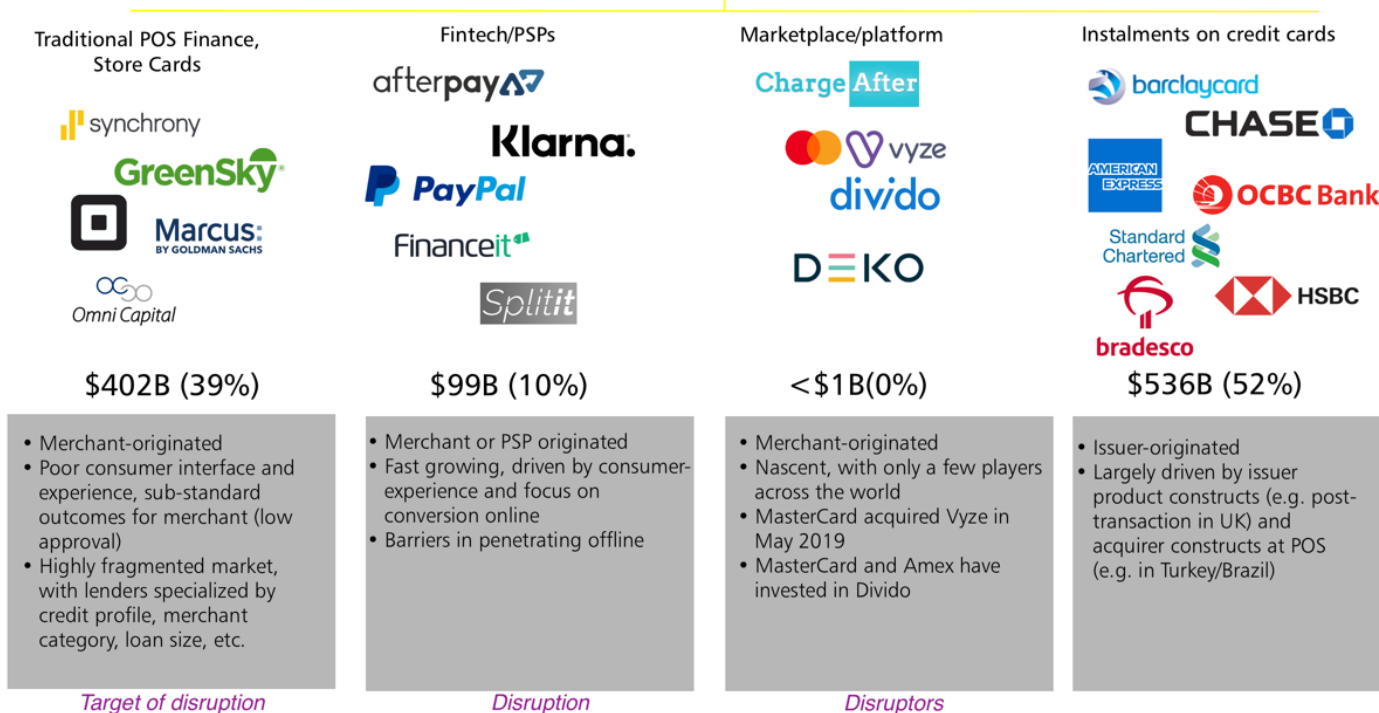 Traditional POS Finance,
Store Cards
synchrony
GreenSky®
Marcus:
BY GOLDMAN SACHS
Omni Capital
$402B (39%)
• Merchant-originated
• Poor consumer interface and
experience, sub-standard
outcomes for merchant (low
approval)
• Highly fragmented market,
with lenders specialized by
credit profile, merchant
category, loan size, etc.
Target of disruption
Fintech/PSPs
afterpay
Klarna.
PayPal
Financeit
Splitit
$99B (10%)
• Merchant or PSP originated
• Fast growing, driven by consumer-
experience and focus on
conversion online
• Barriers in penetrating offline
Disruption
Marketplace/platform
Charge After
vyze
divido
DEKO
<$1B(0%)
• Merchant-originated
• Nascent, with only a few players
across the world
• MasterCard acquired Vyze in
May 2019
• MasterCard and Amex have
invested in Divido
Disruptors
Instalments on credit cards
barclaycard
CHASE
AMERICAN
EXPRESS
OCBC Bank
Standard
Chartered
HSBC
bradesco
$536B (52%)
• Issuer-originated
• Largely driven by issuer
product constructs (e.g. post-
transaction in UK) and
acquirer constructs at POS
(e.g. in Turkey/Brazil)